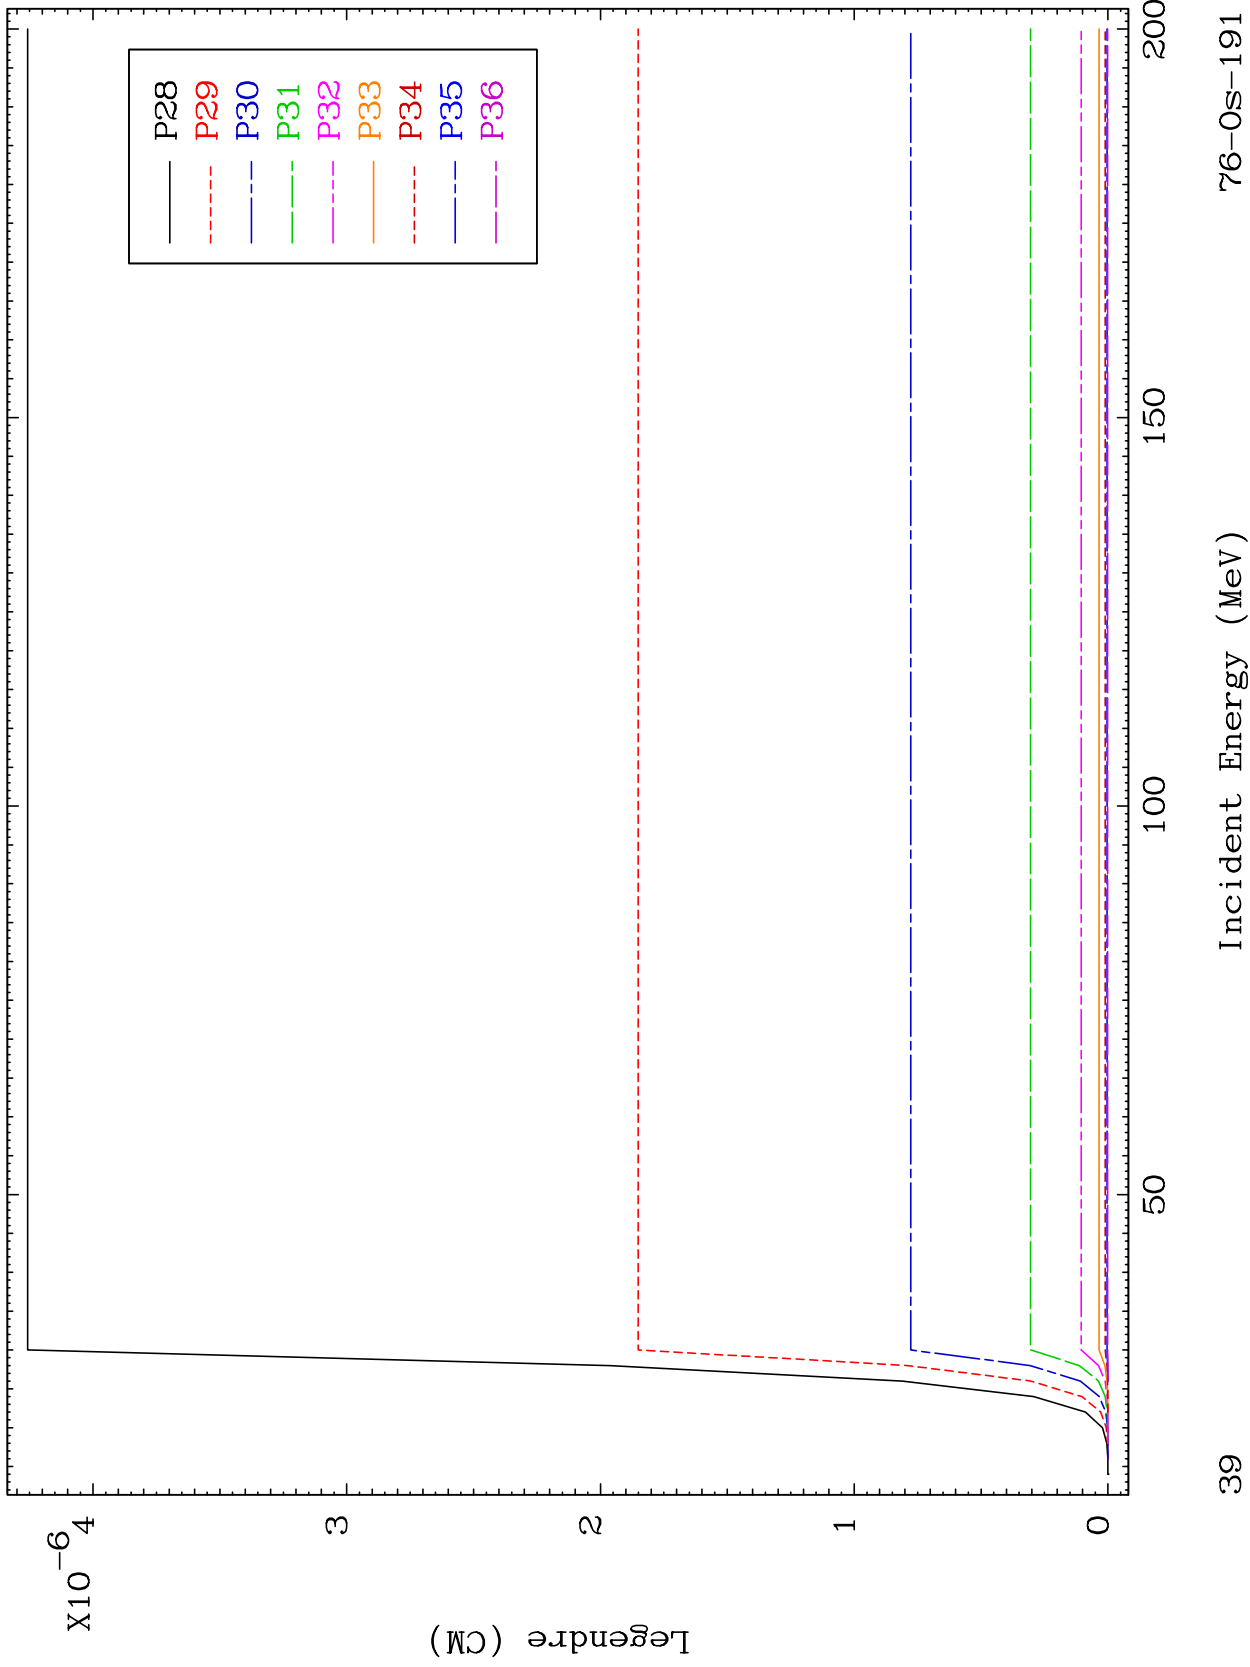 X10-6
4
3
2
1
0
Legendre (CM)
P28
P29
P30
P31
P32
P33
P34
P35
P36
50
100
150
200
39
Incident Energy (MeV)
76-Os-191